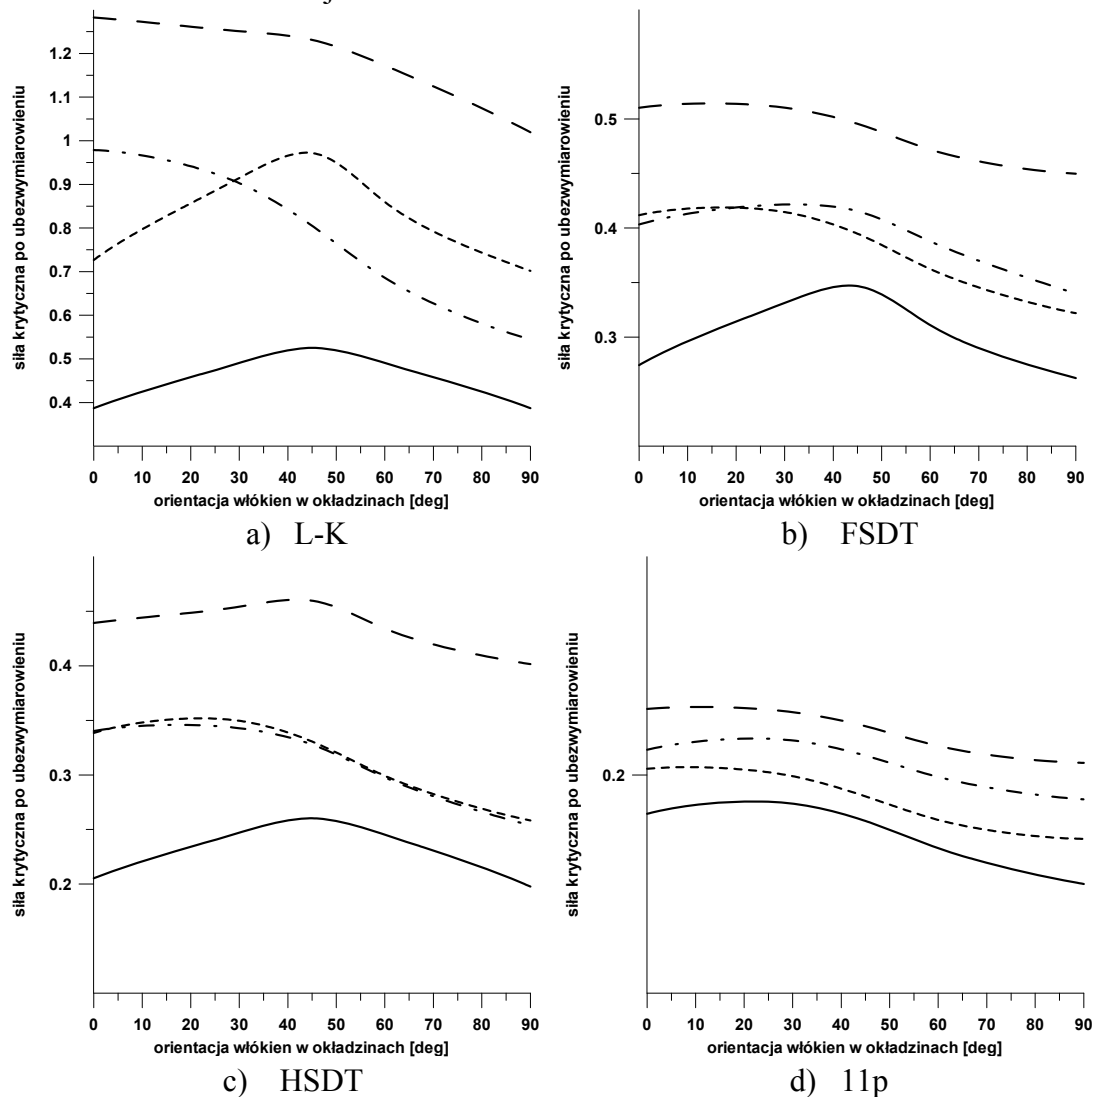 j
1.2
1.1
1
0.9
0.8
0.7
0.6
0.5
0.4
siła krytyczna po ubezwymiarowieniu
0 10 20 30 40 50 60 70 80 90
orientacja włókien w okładzinach [deg]
a) L-K
0.5
0.4
0.3
siła krytyczna po ubezwymiarowieniu
0 10 20 30 40 50 60 70 80 90
orientacja włókien w okładzinach [deg]
b) FSDT
0.4
0.3
0.2
siła krytyczna po ubezwymiarowieniu
0 10 20 30 40 50 60 70 80 90
orientacja włókien w okładzinach [deg]
c) HSDT
0.2
siła krytyczna po ubezwymiarowieniu
0 10 20 30 40 50 60 70 80 90
orientacja włókien w okładzinach [deg]
d) 11p